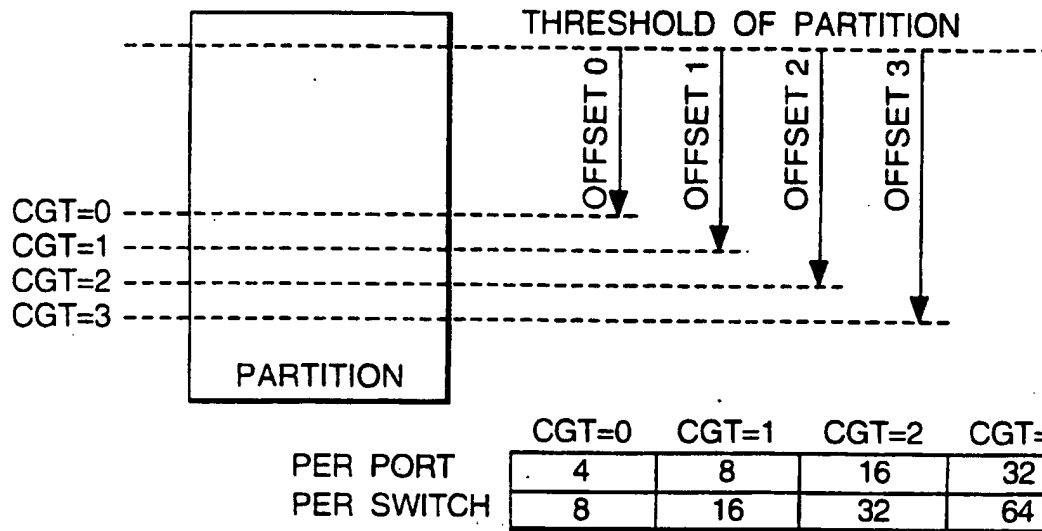 THRESHOLD OF PARTITION
OFFSET 0
OFFSET 1
OFFSET 2
OFFSET 3
CGT=0
CGT=1
CGT=2
CGT=3
PARTITION
CGT=0 CGT=1 CGT=2 CGT=
PER PORT 4 8 16 32
PER SWITCH 8 16 32 64